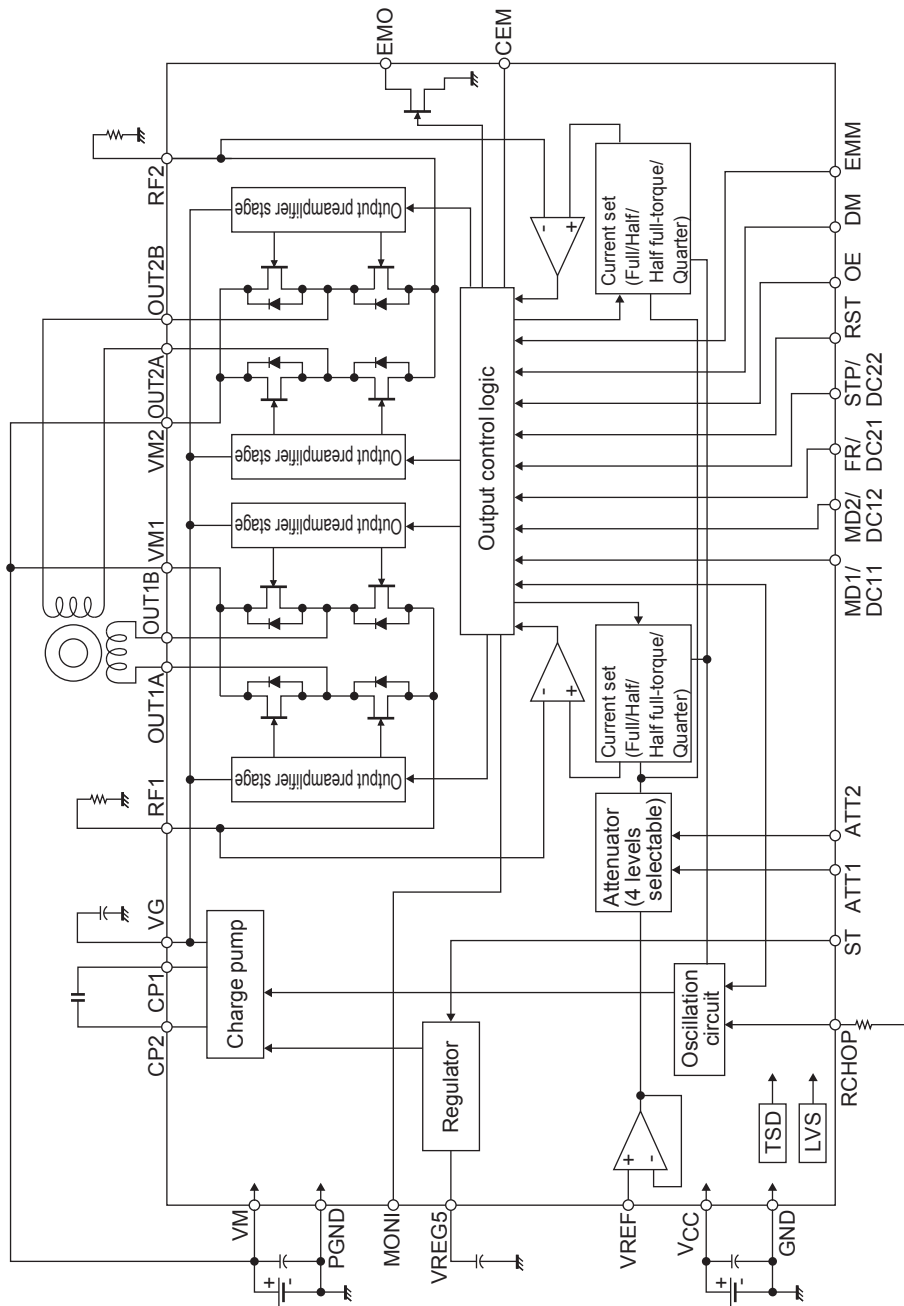 VM
PGND
MONI
VREG5
VREF
VCC
GND
CP2
CP1
VG
RF1
OUT1A
OUT1B
VM1
VM2
OUT2A
OUT2B
RF2
EMO
CEM
Charge pump
Output preamplifier stage
Output preamplifier stage
Output preamplifier stage
Output preamplifier stage
Regulator
Output control logic
+
-
+
-
+
-
-
+
-
+
Attenuator
(4 levels
selectable)
Current set
(Full/Half/
Half full-torque/
Quarter)
Current set
(Full/Half/
Half full-torque/
Quarter)
Oscillation
circuit
TSD
LVS
RCHOP
ST
ATT1
ATT2
MD1/
DC11
MD2/
DC12
FR/
DC21
STP/
DC22
RST
OE
DM
EMM